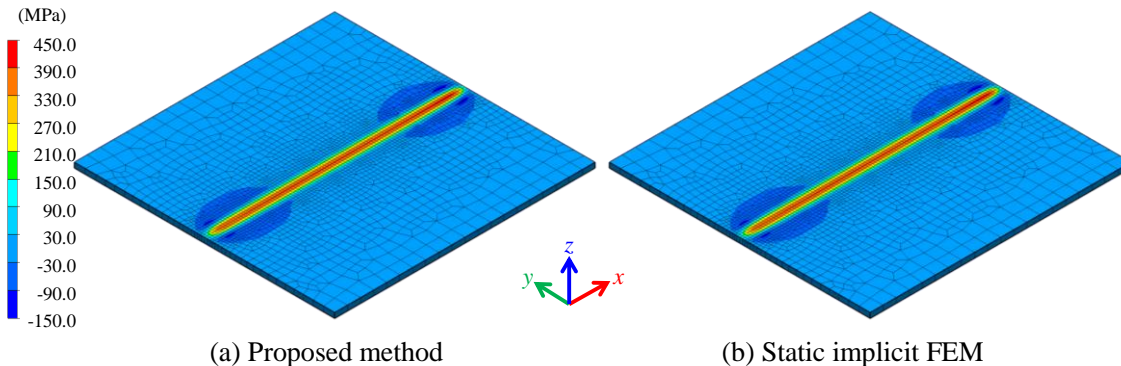 (MPa)
450.0
390.0
330.0
270.0
210.0
150.0
90.0
30.0
-30.0
-90.0
-150.0
z
y
x
(a) Proposed method
(b) Static implicit FEM